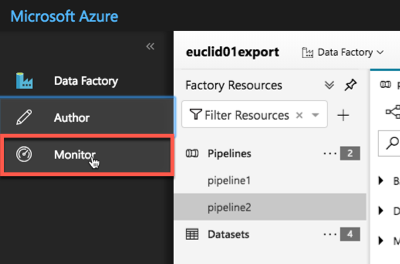 Microsoft Azure
«
euclid01export
Data Factory
Data Factory
Factory Resources
Author
Filter Resources
Monitor
Pipelines ... 2
pipeline1
pipeline2
Datasets ... 4
P
B
D
M